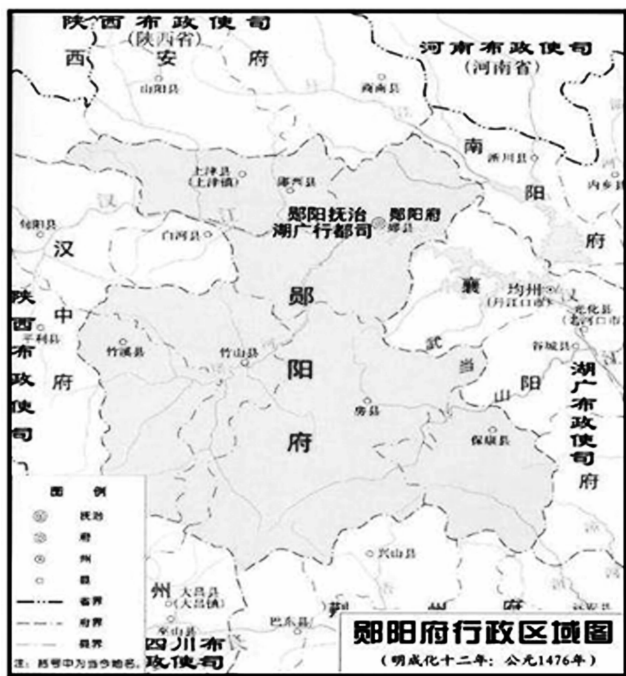 陕西布政使司
(陕西省)
河南布政使司
(河南省)
西安府
山阳县
商南县
南阳府
淅川县
内乡县
上津县
(上津镇)
郧西县
郧阳抚治
湖广行都司
郧阳府
郧县
旬阳县
白河县
汉
江
汉中府
陕西布政使司
平利县
竹溪县
竹山县
郧阳府
房县
保康县
襄阳府
均州
(丹江口市)
光化县
(老河口市)
谷城县
武当山
汉
江
湖广布政使司
兴山县
州
大昌县
(大昌镇)
巫山县
巴东县
荆州府
四川布
政使司
图例
抚治
府
州
县
省界
府界
县界
注：括号中为当今地名。
郧阳府行政区域图
(明成化十二年：公元1476年)